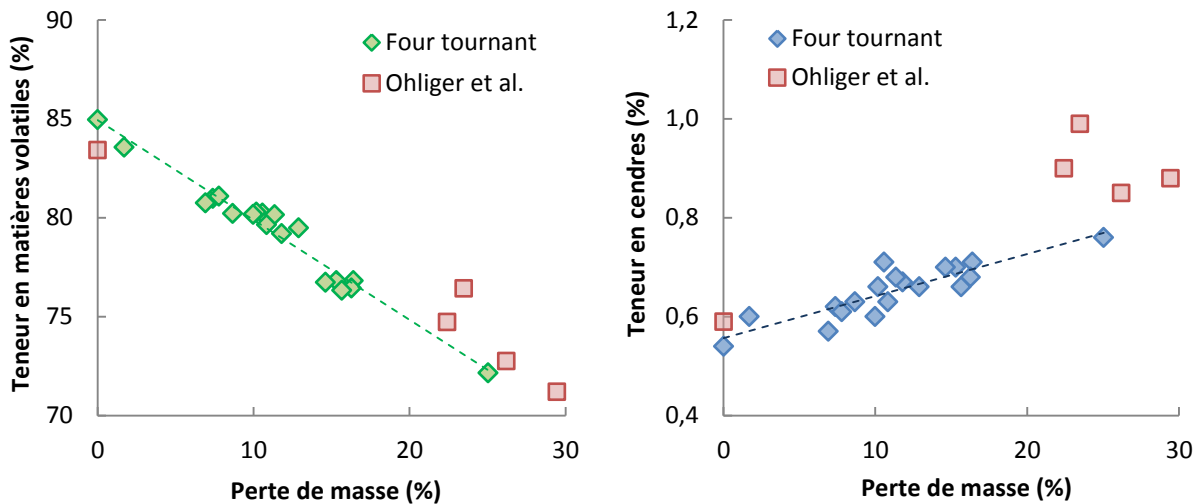 90
85
80
75
70
Teneur en matières volatiles (%)
Four tournant
Ohliger et al.
0
10
20
30
Perte de masse (%)
1,2
1,0
0,8
0,6
0,4
Teneur en cendres (%)
Four tournant
Ohliger et al.
0
10
20
30
Perte de masse (%)